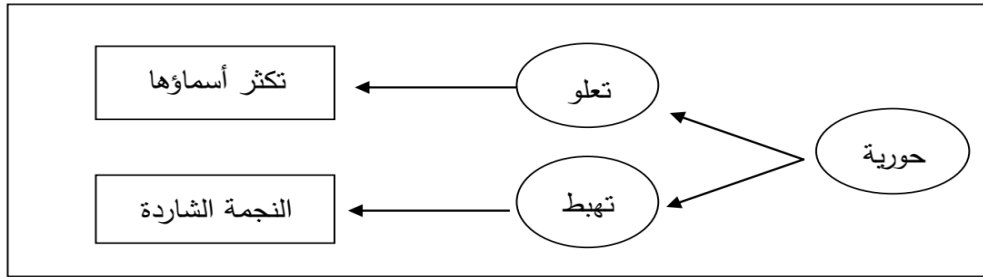 حورية
تعلو
تكثر أسماؤها
تهبط
النجمة الشاردة